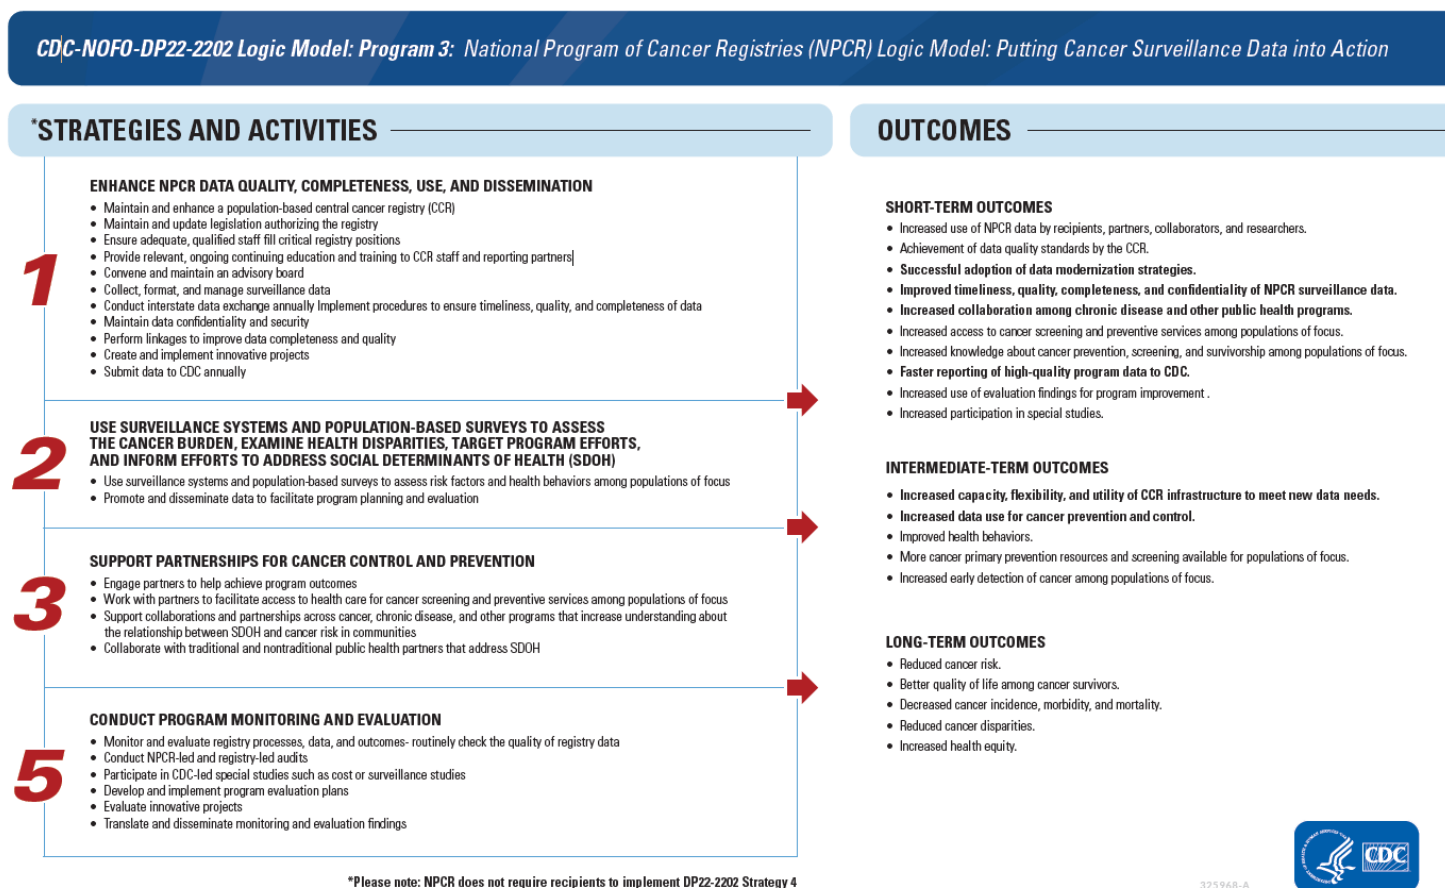 CDC-NOFO-DP22-2202 Logic Model: Program 3: National Program of Cancer Registries (NPCR) Logic Model: Putting Cancer Surveillance Data into Action
*STRATEGIES AND ACTIVITIES
1
ENHANCE NPCR DATA QUALITY, COMPLETENESS, USE, AND DISSEMINATION
• Maintain and enhance a population-based central cancer registry (CCR)
• Maintain and update legislation authorizing the registry
• Ensure adequate, qualified staff fill critical registry positions
• Provide relevant, ongoing continuing education and training to CCR staff and reporting partners
• Convene and maintain an advisory board
• Collect, format, and manage surveillance data
• Conduct interstate data exchange annually Implement procedures to ensure timeliness, quality, and completeness of data
• Maintain data confidentiality and security
• Perform linkages to improve data completeness and quality
• Create and implement innovative projects
• Submit data to CDC annually
2
USE SURVEILLANCE SYSTEMS AND POPULATION-BASED SURVEYS TO ASSESS
THE CANCER BURDEN, EXAMINE HEALTH DISPARITIES, TARGET PROGRAM EFFORTS,
AND INFORM EFFORTS TO ADDRESS SOCIAL DETERMINANTS OF HEALTH (SDOH)
• Use surveillance systems and population-based surveys to assess risk factors and health behaviors among populations of focus
• Promote and disseminate data to facilitate program planning and evaluation
3
SUPPORT PARTNERSHIPS FOR CANCER CONTROL AND PREVENTION
• Engage partners to help achieve program outcomes
• Work with partners to facilitate access to health care for cancer screening and preventive services among populations of focus
• Support collaborations and partnerships across cancer, chronic disease, and other programs that increase understanding about
the relationship between SDOH and cancer risk in communities
• Collaborate with traditional and nontraditional public health partners that address SDOH
5
CONDUCT PROGRAM MONITORING AND EVALUATION
• Monitor and evaluate registry processes, data, and outcomes- routinely check the quality of registry data
• Conduct NPCR-led and registry-led audits
• Participate in CDC-led special studies such as cost or surveillance studies
• Develop and implement program evaluation plans
• Evaluate innovative projects
• Translate and disseminate monitoring and evaluation findings
*Please note: NPCR does not require recipients to implement DP22-2202 Strategy 4
OUTCOMES
SHORT-TERM OUTCOMES
• Increased use of NPCR data by recipients, partners, collaborators, and researchers.
• Achievement of data quality standards by the CCR.
• Successful adoption of data modernization strategies.
• Improved timeliness, quality, completeness, and confidentiality of NPCR surveillance data.
• Increased collaboration among chronic disease and other public health programs.
• Increased access to cancer screening and preventive services among populations of focus.
• Increased knowledge about cancer prevention, screening, and survivorship among populations of focus.
• Faster reporting of high-quality program data to CDC.
• Increased use of evaluation findings for program improvement .
• Increased participation in special studies.
INTERMEDIATE-TERM OUTCOMES
• Increased capacity, flexibility, and utility of CCR infrastructure to meet new data needs.
• Increased data use for cancer prevention and control.
• Improved health behaviors.
• More cancer primary prevention resources and screening available for populations of focus.
• Increased early detection of cancer among populations of focus.
LONG-TERM OUTCOMES
• Reduced cancer risk.
• Better quality of life among cancer survivors.
• Decreased cancer incidence, morbidity, and mortality.
• Reduced cancer disparities.
• Increased health equity.
CDC
325968-A